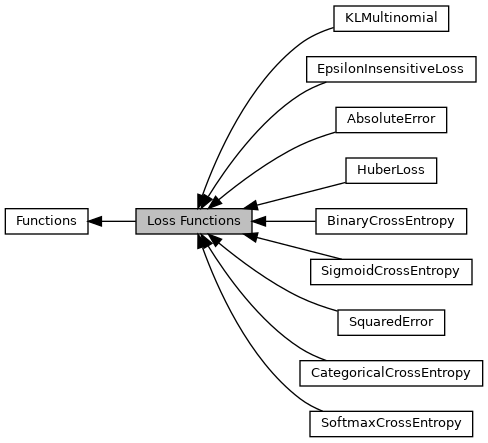 KLMultinomial
EpsilonInsensitiveLoss
AbsoluteError
HuberLoss
Functions
Loss Functions
BinaryCrossEntropy
SigmoidCrossEntropy
SquaredError
CategoricalCrossEntropy
SoftmaxCrossEntropy